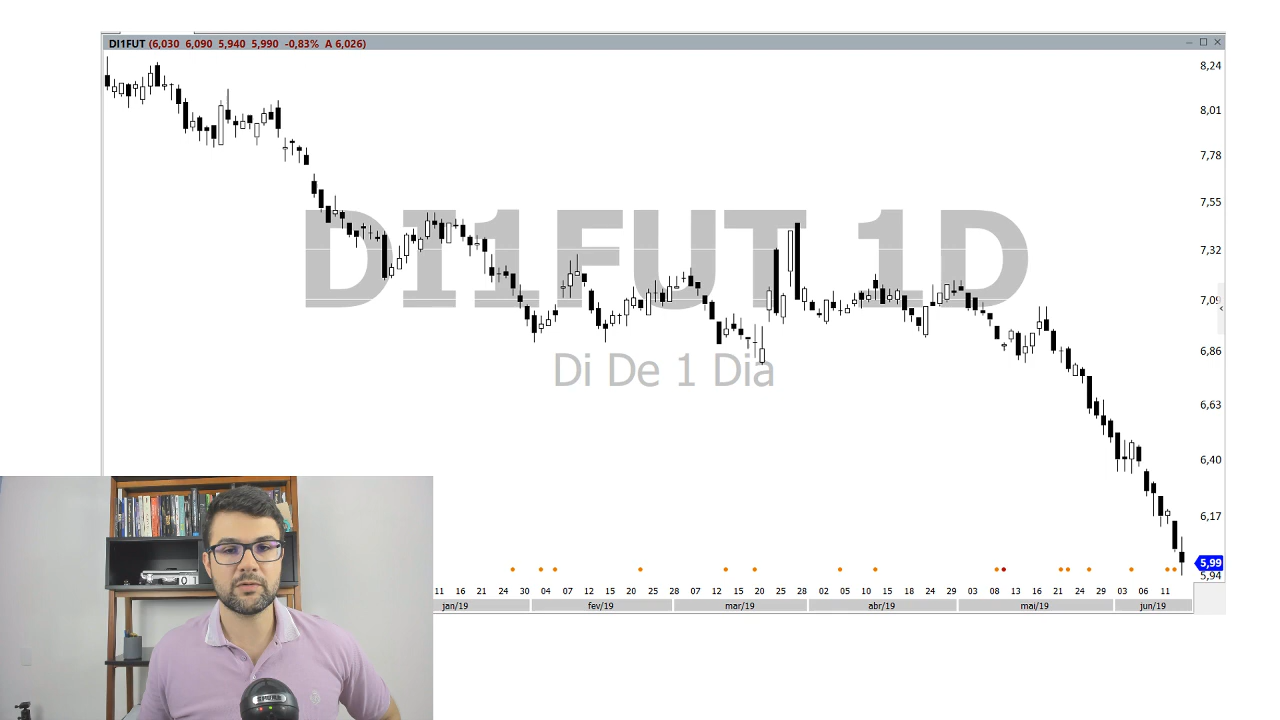 DI1FUT (6,030 6,090 5,940 5,990 -0,83% A 6,026)
8,24
8,01
7,78
7,55
DI1FUT 1D
7,32
7,09
6,86
Di De 1 Dia
6,63
6,40
6,17
5,99
5,94
11 16 21 24 30 05 07 12 15 20 25 28 07 12 15 20 25 28 02 05 10 15 18 24 29 03 08 13 16 21 24 29 03 06 11
jan/19 fev/19 mar/19 abr/19 mai/19 jun/19
SHURE